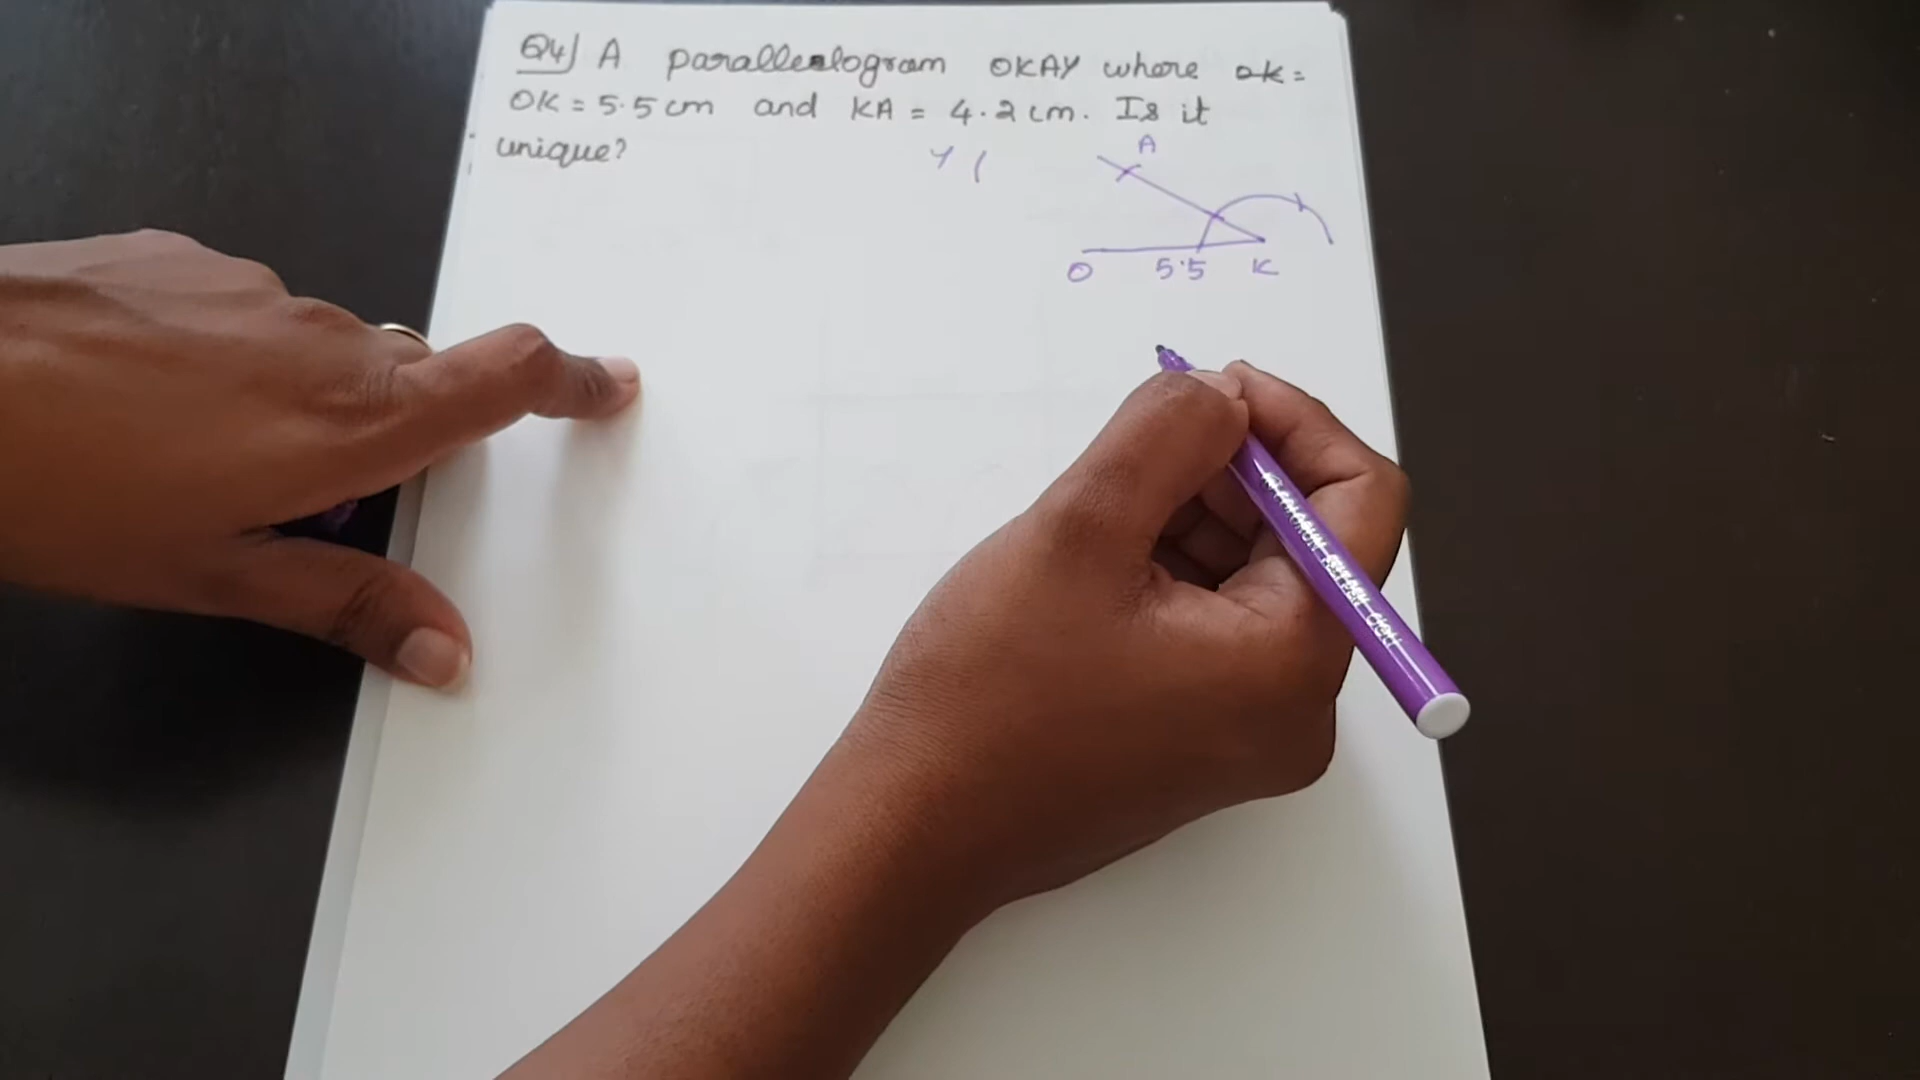 Q4) A parallelogram OKAY where ok=
OK = 5.5 cm and KA = 4.2 cm. Is it
unique?
Y
A
O 5.5 K